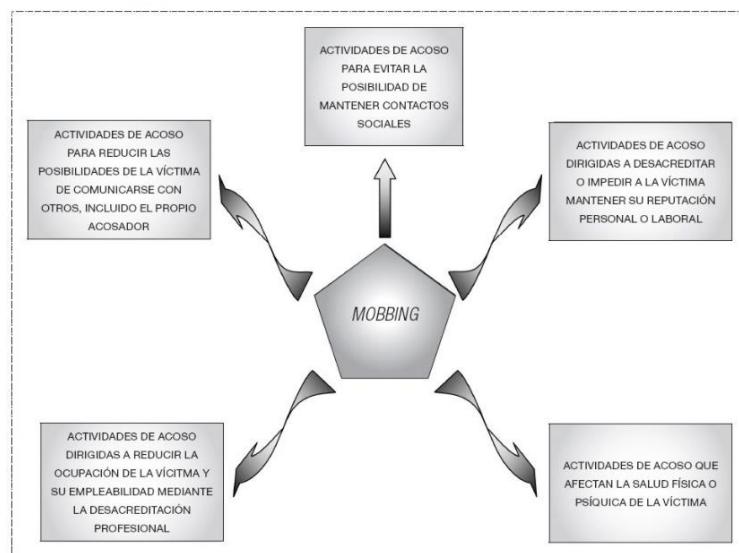 ACTIVIDADES DE ACOSO
PARA EVITAR LA
POSIBILIDAD DE
MANTENER CONTACTOS
SOCIALES
ACTIVIDADES DE ACOSO
PARA REDUCIR LAS
POSIBILIDADES DE LA VÍCTIMA
DE COMUNICARSE CON
OTROS, INCLUIDO EL PROPIO
ACOSADOR
ACTIVIDADES DE ACOSO
DIRIGIDAS A DESACREDITAR
O IMPEDIR A LA VÍCTIMA
MANTENER SU REPUTACIÓN
PERSONAL O LABORAL
MOBBING
ACTIVIDADES DE ACOSO
DIRIGIDAS A REDUCIR LA
OCUPACIÓN DE LA VÍCITMA Y
SU EMPLEABILIDAD MEDIANTE
LA DESACREDITACIÓN
PROFESIONAL
ACTIVIDADES DE ACOSO QUE
AFECTAN LA SALUD FÍSICA O
PSÍQUICA DE LA VÍCTIMA